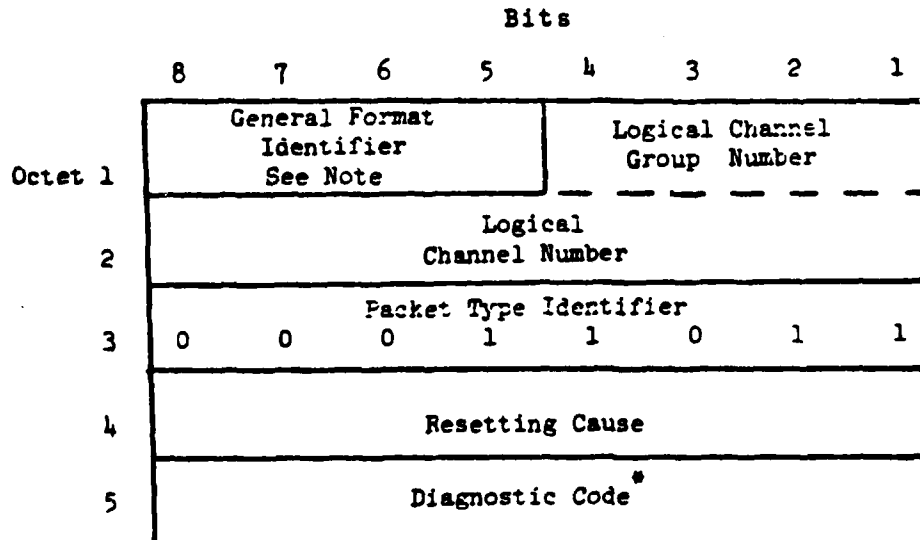 Bits
8 7 6 5 4 3 2 1
General Format
Identifier
See Note
Logical Channel
Group Number
Octet 1
Logical
Channel Number
2
Packet Type Identifier
3 0 0 0 1 1 0 1 1
4 Resetting Cause
5 Diagnostic Code*